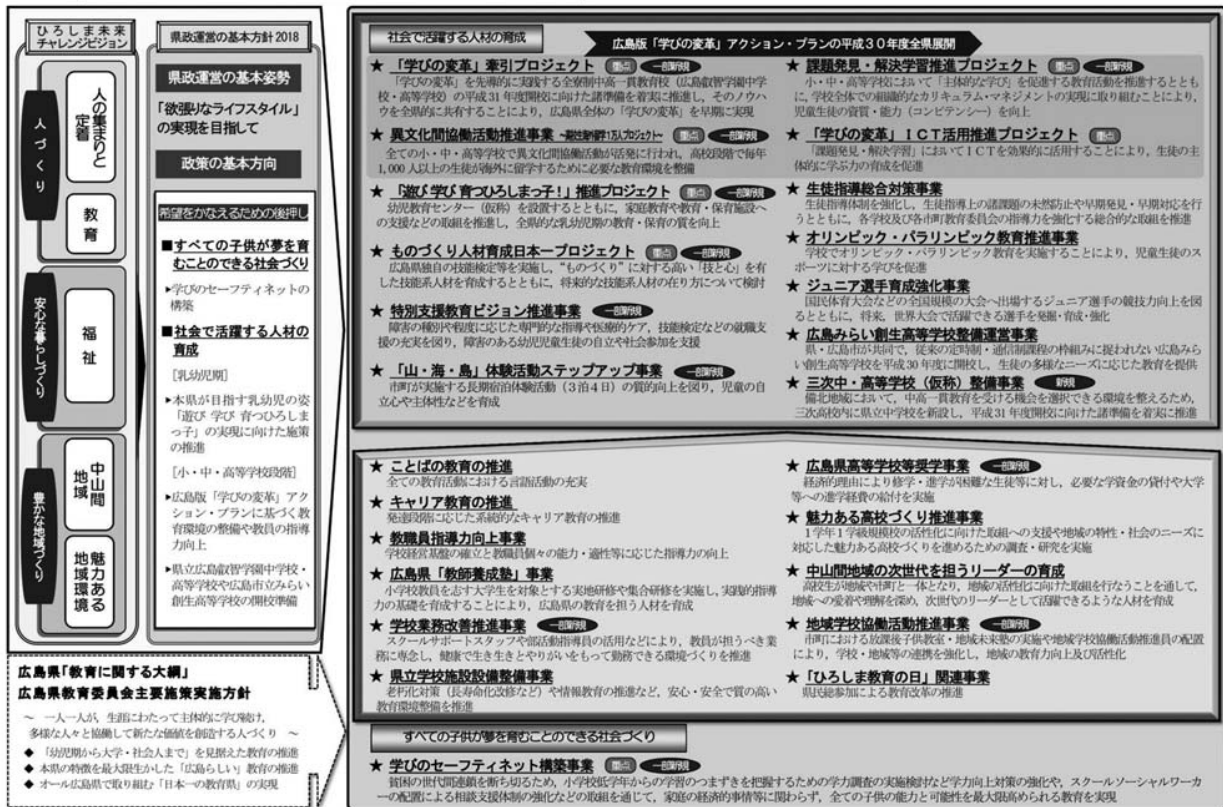 ひろしま未来
チャレンジビジョン
人づくり
人の集まりと
定着
教育
安心な暮らしづくり
福祉
豊かな地域づくり
中山間
地域
魅力ある
地域環境
県政運営の基本方針 2018
県政運営の基本姿勢
「欲張りなライフスタイル」
の実現を目指して
政策の基本方向
希望をかなえるための後押し
■すべての子供が夢を育
むことのできる社会づくり
▶学びのセーフティネットの
構築
■社会で活躍する人材の
育成
[乳幼児期]
▶本県が目指す乳幼児の姿
「遊び 学び 育つひろしま
っ子」の実現に向けた施策
の推進
[小・中・高等学校段階]
▶広島版「学びの変革」アク
ション・プランに基づく教
育環境の整備や教員の指導
力向上
▶県立広島叡智学園中学校・
高等学校や広島市立みらい
創生高等学校の開校準備
広島県「教育に関する大綱」
広島県教育委員会主要施策実施方針
～ 一人一人が，生涯にわたって主体的に学び続け，
多様な人々と協働して新たな価値を創造する人づくり ～
◆ 「幼児期から大学・社会人まで」を見据えた教育の推進
◆ 本県の特徴を最大限生かした「広島らしい」教育の推進
◆ オール広島県で取り組む「日本一の教育県」の実現
社会で活躍する人材の育成
広島版「学びの変革」アクション・プランの平成３０年度全県展開
★ 「学びの変革」牽引プロジェクト 重点 一部新規
「学びの変革」を先導的に実践する全寮制中高一貫教育校（広島叡智学園中学
校・高等学校）の平成 31 年度開校に向けた諸準備を着実に推進し，そのノウハ
ウを全県的に共有することにより，広島県全体の「学びの変革」を早期に実現
★ 異文化間協働活動推進事業 ～異文化間留学1万人プロジェクト～ 重点 一部新規
全ての小・中・高等学校で異文化間協働活動が活発に行われ，高校段階で毎年
1,000 人以上の生徒が海外に留学するために必要な教育環境を整備
★ 「遊び 学び 育つひろしまっ子！」推進プロジェクト 重点 一部新規
幼児教育センター（仮称）を設置するとともに，家庭教育や教育・保育施設へ
の支援などの取組を推進し，全県的な乳幼児期の教育・保育の質を向上
★ ものづくり人材育成日本一プロジェクト 重点 一部新規
広島県独自の技能検定等を実施し，“ものづくり”に対する高い「技と心」を有
した技能系人材を育成するとともに，将来的な技能系人材の在り方について検討
★ 特別支援教育ビジョン推進事業 一部新規
障害の種別や程度に応じた専門的な指導や医療的ケア，技能検定などの就職支
援の充実を図り，障害のある幼児児童生徒の自立や社会参加を支援
★ 「山・海・島」体験活動ステップアップ事業 一部新規
市町が実施する長期宿泊体験活動（３泊４日）の質的向上を図り，児童の自
立心や主体性などを育成
★ 課題発見・解決学習推進プロジェクト 重点 一部新規
小・中・高等学校において「主体的な学び」を促進する教育活動を推進するととも
に，学校全体での組織的なカリキュラム・マネジメントの実現に取り組むことにより，
児童生徒の資質・能力（コンピテンシー）を向上
★ 「学びの変革」ＩＣＴ活用推進プロジェクト 重点
「課題発見・解決学習」においてＩＣＴを効果的に活用することにより，生徒の主
体的に学ぶ力の育成を促進
★ 生徒指導総合対策事業
生徒指導体制を強化し，生徒指導上の諸課題の未然防止や早期発見・早期対応を行
うとともに，各学校及び各市町教育委員会の指導力を強化する総合的な取組を推進
★ オリンピック・パラリンピック教育推進事業
学校でオリンピック・パラリンピック教育を実施することにより，児童生徒のス
ポーツに対する学びを促進
★ ジュニア選手育成強化事業
国民体育大会などの全国規模の大会へ出場するジュニア選手の競技力向上を図
るとともに，将来，世界大会で活躍できる選手を発掘・育成・強化
★ 広島みらい創生高等学校整備運営事業
県・広島市が共同で，従来の定時制・通信制課程の枠組みに捉われない広島みら
い創生高等学校を平成 30 年度に開校し，生徒の多様なニーズに応じた教育を提供
★ 三次中・高等学校（仮称）整備事業 新規
備北地域において，中高一貫教育を受ける機会を選択できる環境を整えるため，
三次高校内に県立中学校を新設し，平成 31 年度開校に向けた諸準備を着実に推進
★ ことばの教育の推進
全ての教育活動における言語活動の充実
★ キャリア教育の推進
発達段階に応じた系統的なキャリア教育の推進
★ 教職員指導力向上事業
学校経営基盤の確立と教職員個々の能力・適性等に応じた指導力の向上
★ 広島県「教師養成塾」事業
小学校教員を志す大学生を対象とする実地研修や集合研修を実施し，実践的指導
力の基礎を育成することにより，広島県の教育を担う人材を育成
★ 学校業務改善推進事業 一部新規
スクールサポートスタッフや部活動指導員の活用などにより，教員が担うべき業
務に専念し，健康で生き生きとやりがいをもって勤務できる環境づくりを推進
★ 県立学校施設設備整備事業
老朽化対策（長寿命化改修など）や情報教育の推進など，安心・安全で質の高い
教育環境整備を推進
★ 広島県高等学校等奨学事業 一部新規
経済的理由により修学・進学が困難な生徒等に対し，必要な学資金の貸付や大学
等への進学経費の給付を実施
★ 魅力ある高校づくり推進事業
１学年１学級規模校の活性化に向けた取組への支援や地域の特性・社会のニーズに
対応した魅力ある高校づくりを進めるための調査・研究を実施
★ 中山間地域の次世代を担うリーダーの育成
高校生が地域や市町と一体となり，地域の活性化に向けた取組を行なうことを通して，
地域への愛着や理解を深め，次世代のリーダーとして活躍できるような人材を育成
★ 地域学校協働活動推進事業 一部新規
市町における放課後子供教室・地域未来塾の実施や地域学校協働活動推進員の配置
により，学校・地域等の連携を強化し，地域の教育力向上及び活性化
★ 「ひろしま教育の日」関連事業
県民総参加による教育改革の推進
すべての子供が夢を育むことのできる社会づくり
★ 学びのセーフティネット構築事業 重点 一部新規
貧困の世代間連鎖を断ち切るため，小学校低学年からの学習のつまずきを把握するための学力調査の実施検討など学力向上対策の強化や，スクールソーシャルワーカ
ーの配置による相談支援体制の強化などの取組を通じて，家庭の経済的事情等に関わらず，全ての子供の能力と可能性を最大限高められる教育を実現